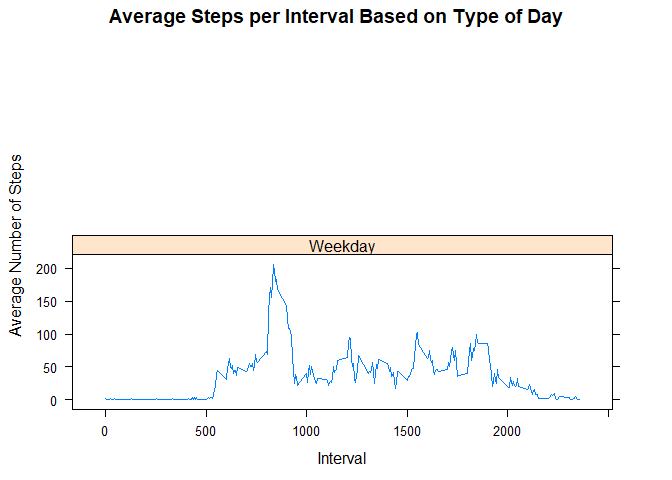 Average Steps per Interval Based on Type of Day
Average Number of Steps
Weekday
200
150
100
50
0
0 500 1000 1500 2000
Interval